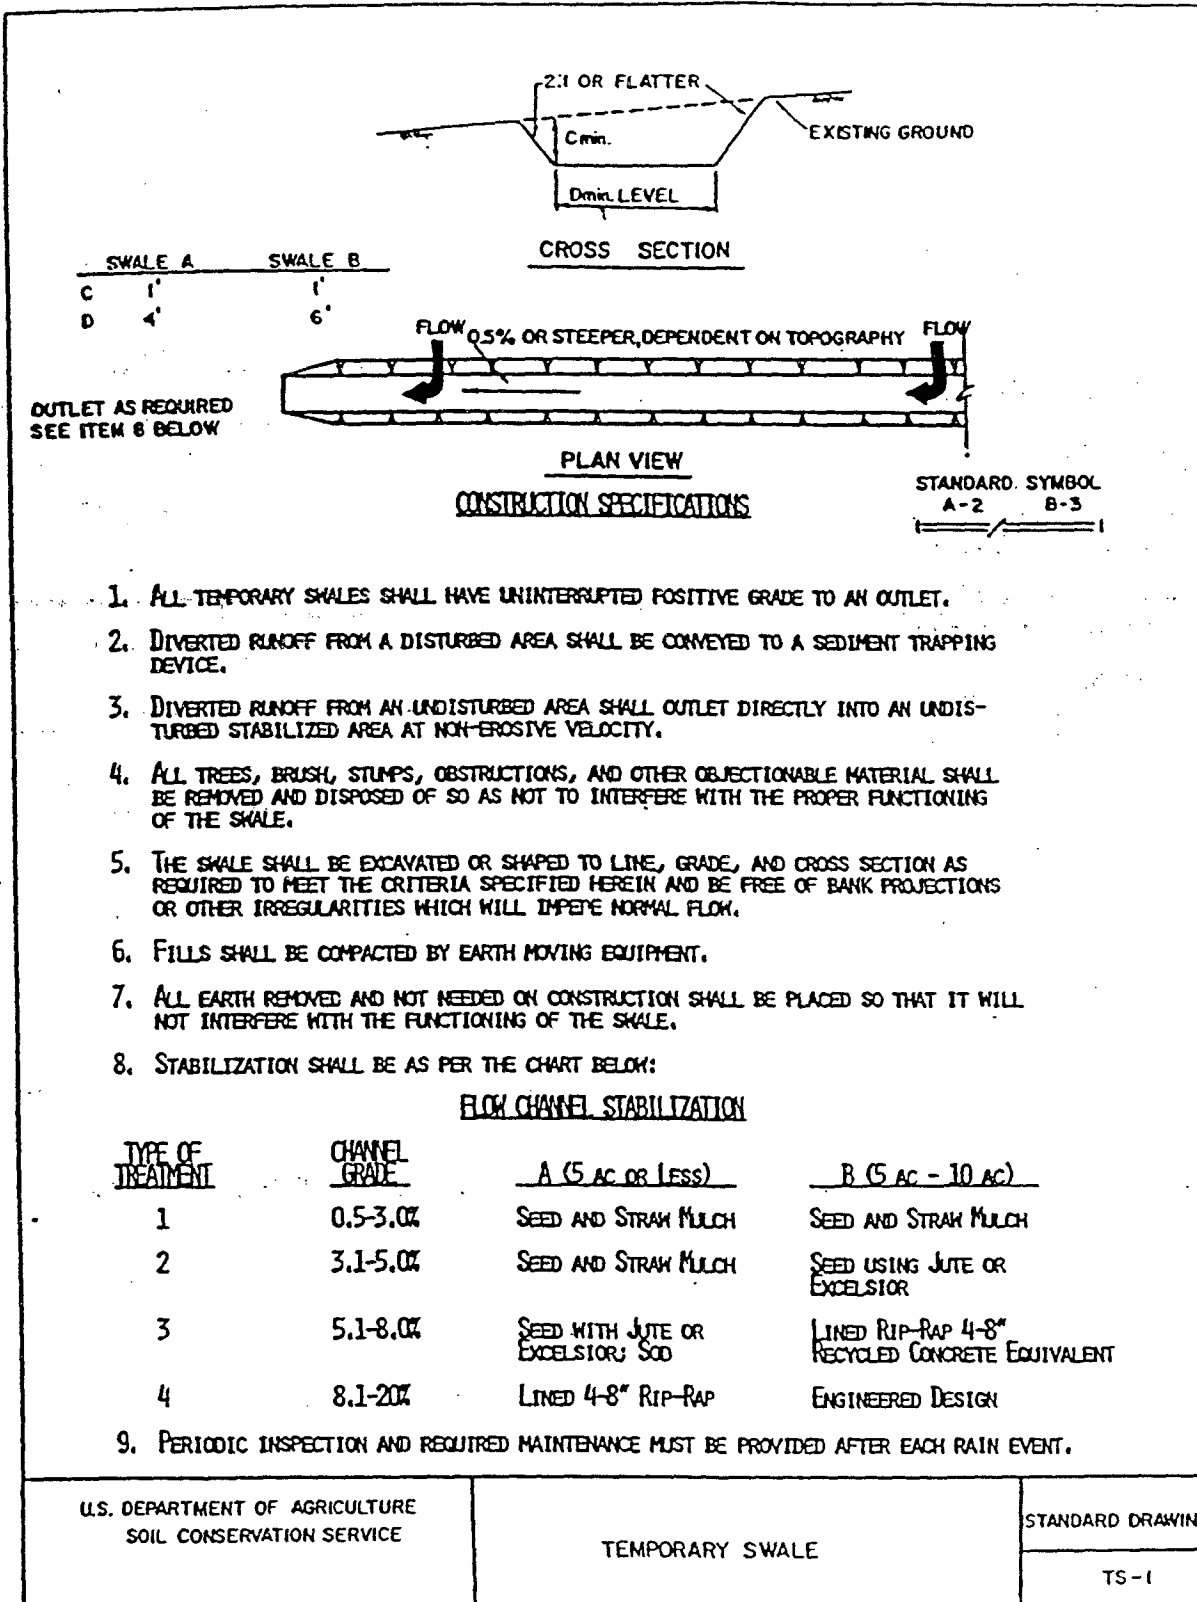 2:1 OR FLATTER
EXISTING GROUND
Cmin.
Dmin. LEVEL
CROSS SECTION
SWALE A SWALE B
C 1' 1'
D 4' 6'
FLOW 0.5% OR STEEPER, DEPENDENT ON TOPOGRAPHY FLOW
OUTLET AS REQUIRED
SEE ITEM 8 BELOW
PLAN VIEW
STANDARD SYMBOL
A-2 B-3
CONSTRUCTION SPECIFICATIONS
1. ALL TEMPORARY SWALES SHALL HAVE UNINTERRUPTED POSITIVE GRADE TO AN OUTLET.
2. DIVERTED RUNOFF FROM A DISTURBED AREA SHALL BE CONVEYED TO A SEDIMENT TRAPPING
DEVICE.
3. DIVERTED RUNOFF FROM AN UNDISTURBED AREA SHALL OUTLET DIRECTLY INTO AN UNDIS-
TURBED STABILIZED AREA AT NON-EROSIVE VELOCITY.
4. ALL TREES, BRUSH, STUMPS, OBSTRUCTIONS, AND OTHER OBJECTIONABLE MATERIAL SHALL
BE REMOVED AND DISPOSED OF SO AS NOT TO INTERFERE WITH THE PROPER FUNCTIONING
OF THE SWALE.
5. THE SWALE SHALL BE EXCAVATED OR SHAPED TO LINE, GRADE, AND CROSS SECTION AS
REQUIRED TO MEET THE CRITERIA SPECIFIED HEREIN AND BE FREE OF BANK PROJECTIONS
OR OTHER IRREGULARITIES WHICH WILL IMPEDE NORMAL FLOW.
6. FILLS SHALL BE COMPACTED BY EARTH MOVING EQUIPMENT.
7. ALL EARTH REMOVED AND NOT NEEDED ON CONSTRUCTION SHALL BE PLACED SO THAT IT WILL
NOT INTERFERE WITH THE FUNCTIONING OF THE SWALE.
8. STABILIZATION SHALL BE AS PER THE CHART BELOW:
FLOW CHANNEL STABILIZATION
TYPE OF CHANNEL
TREATMENT GRADE A (5 AC OR LESS) B (5 AC - 10 AC)
1 0.5-3.0% SEED AND STRAW MULCH SEED AND STRAW MULCH
2 3.1-5.0% SEED AND STRAW MULCH SEED USING JUTE OR
EXCELSIOR
3 5.1-8.0% SEED WITH JUTE OR LINED RIP-RAP 4-8"
EXCELSIOR; SOD RECYCLED CONCRETE EQUIVALENT
4 8.1-20% LINED 4-8" RIP-RAP ENGINEERED DESIGN
9. PERIODIC INSPECTION AND REQUIRED MAINTENANCE MUST BE PROVIDED AFTER EACH RAIN EVENT.
U.S. DEPARTMENT OF AGRICULTURE
SOIL CONSERVATION SERVICE
TEMPORARY SWALE
STANDARD DRAWIN
TS-1